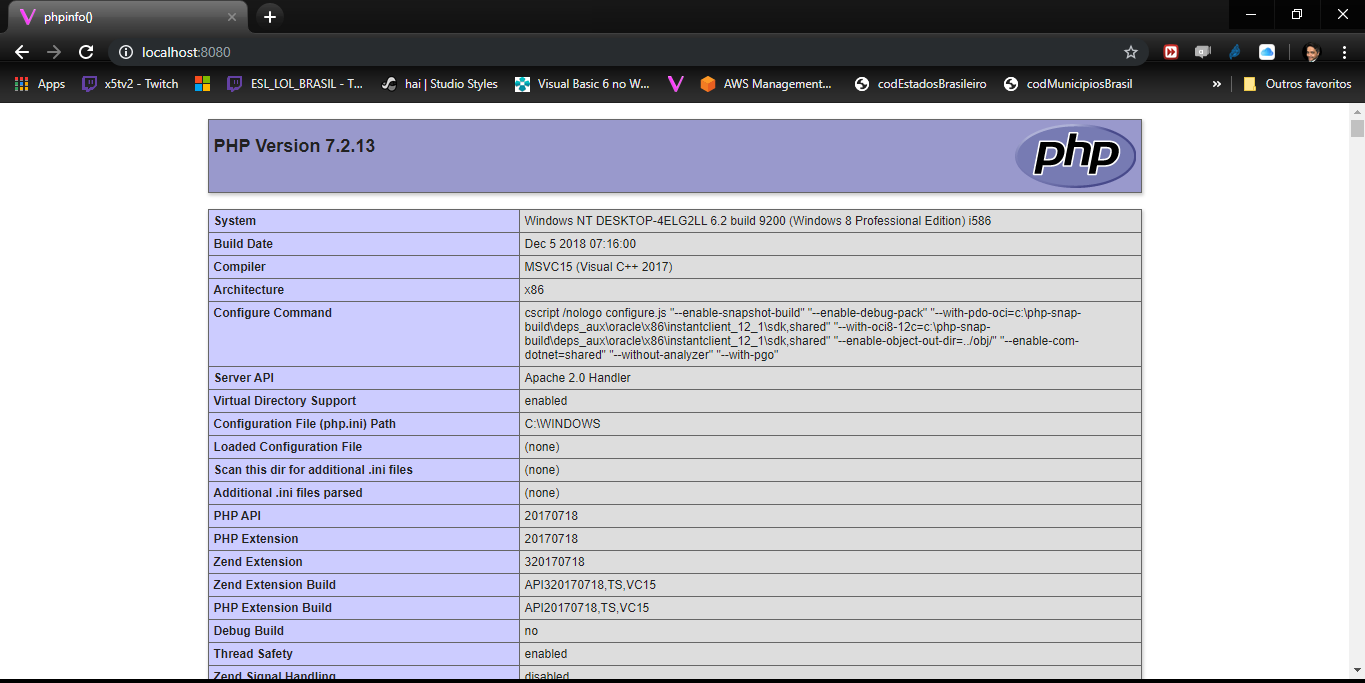 phpinfo()
localhost:8080
Apps
x5tv2 - Twitch
ESL_LOL_BRASIL - T...
hai | Studio Styles
Visual Basic 6 no W...
AWS Management...
codEstadosBrasileiro
codMunicipiosBrasil
»
Outros favoritos
PHP Version 7.2.13
php
System Windows NT DESKTOP-4ELG2LL 6.2 build 9200 (Windows 8 Professional Edition) i586
Build Date Dec 5 2018 07:16:00
Compiler MSVC15 (Visual C++ 2017)
Architecture x86
Configure Command cscript /nologo configure.js "--enable-snapshot-build" "--enable-debug-pack" "--with-pdo-oci=c:\php-snap-
build\deps_aux\oracle\x86\instantclient_12_1\sdk,shared" "--with-oci8-12c=c:\php-snap-
build\deps_aux\oracle\x86\instantclient_12_1\sdk,shared" "--enable-object-out-dir=../obj/" "--enable-com-
dotnet=shared" "--without-analyzer" "--with-pgo"
Server API Apache 2.0 Handler
Virtual Directory Support enabled
Configuration File (php.ini) Path C:\WINDOWS
Loaded Configuration File (none)
Scan this dir for additional .ini files (none)
Additional .ini files parsed (none)
PHP API 20170718
PHP Extension 20170718
Zend Extension 320170718
Zend Extension Build API320170718,TS,VC15
PHP Extension Build API20170718,TS,VC15
Debug Build no
Thread Safety enabled
Zend Signal Handling disabled